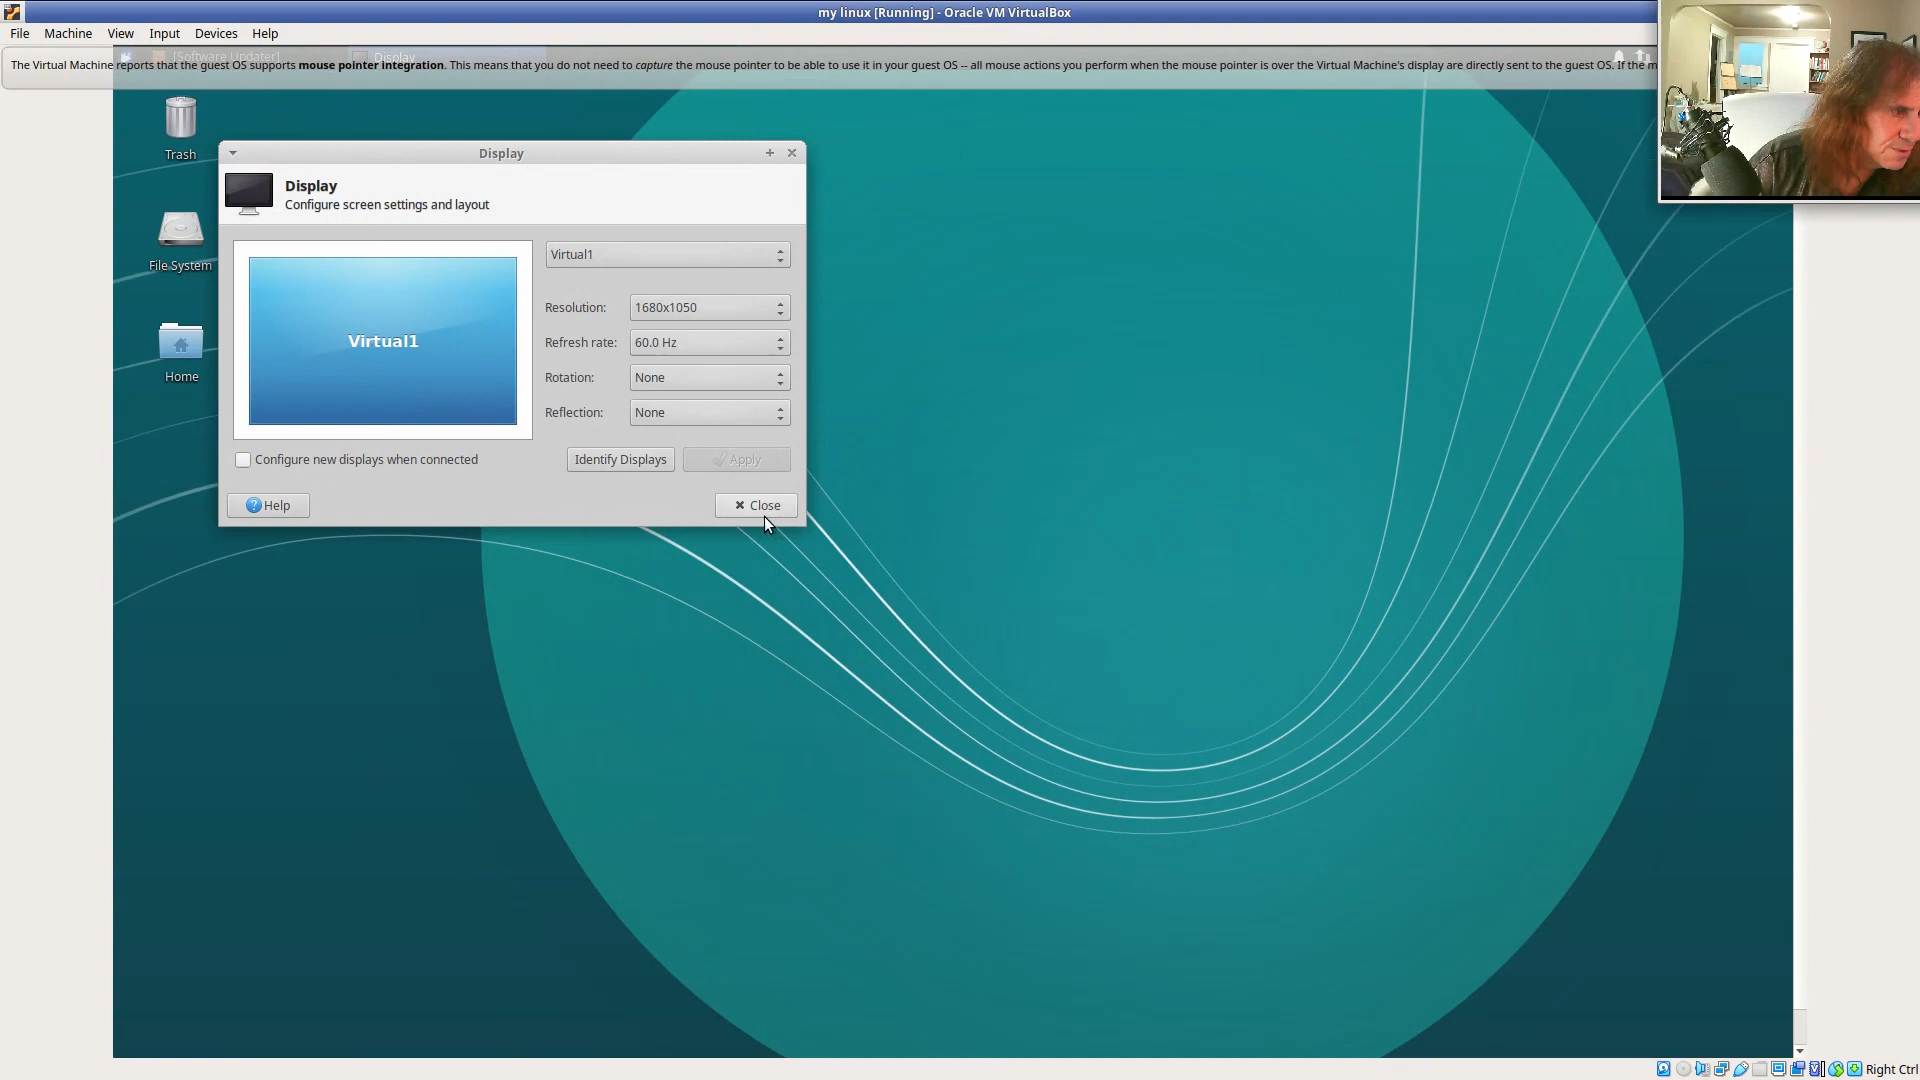 my linux [Running] - Oracle VM VirtualBox
File Machine View Input Devices Help
[Software Updater] Display
The Virtual Machine reports that the guest OS supports mouse pointer integration. This means that you do not need to capture the mouse pointer to be able to use it in your guest OS -- all mouse actions you perform when the mouse pointer is over the Virtual Machine's display are directly sent to the guest OS. If the m
Trash
File System
Home
Display
Display
Configure screen settings and layout
Virtual1
Virtual1
Resolution: 1680x1050
Refresh rate: 60.0 Hz
Rotation: None
Reflection: None
Configure new displays when connected
Identify Displays
Apply
Help
Close
Right Ctrl